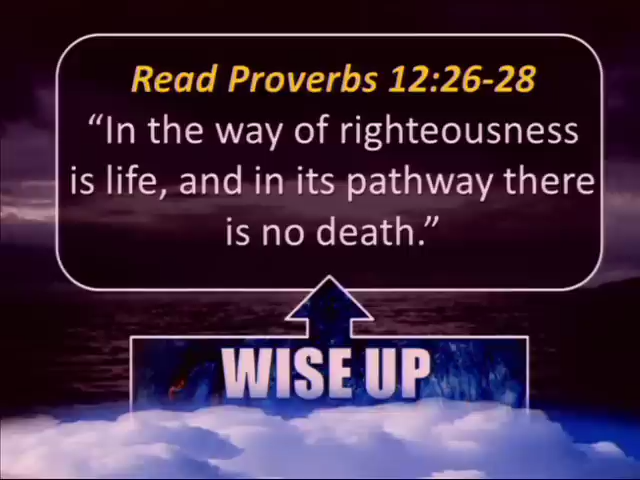 Read Proverbs 12:26-28
“In the way of righteousness
is life, and in its pathway there
is no death.”
WISE UP